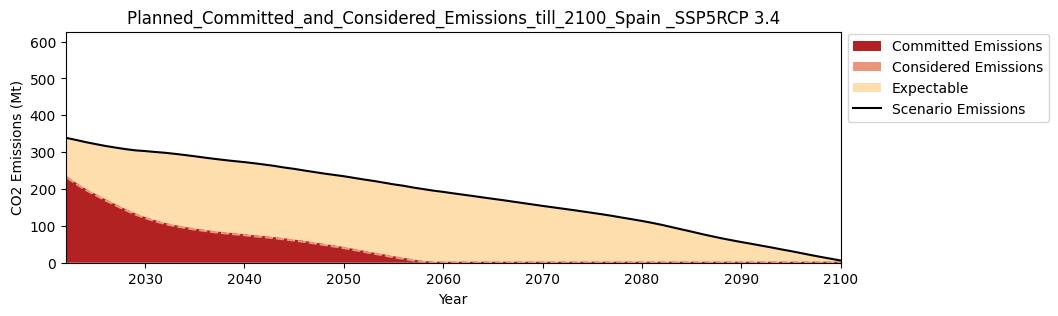 Planned_Committed_and_Considered_Emissions_till_2100_Spain _SSP5RCP 3.4
600
500
400
300
200
100
0
CO2 Emissions (Mt)
2030 2040 2050 2060 2070 2080 2090 2100
Year
Committed Emissions
Considered Emissions
Expectable
Scenario Emissions